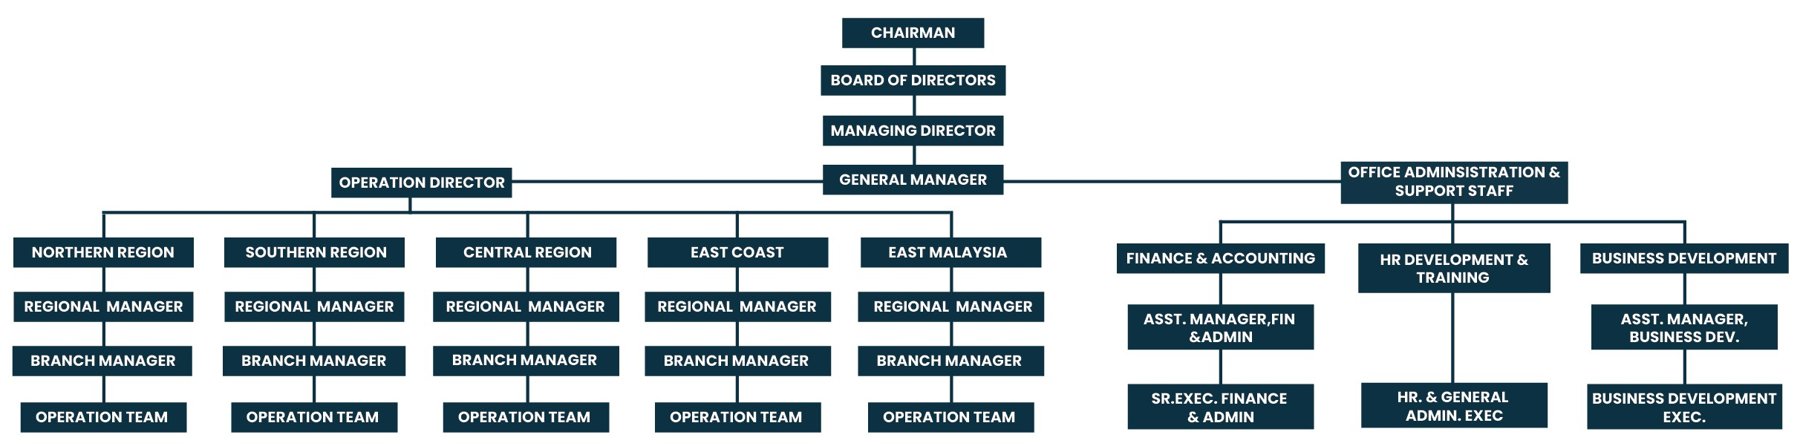 CHAIRMAN
BOARD OF DIRECTORS
MANAGING DIRECTOR
GENERAL MANAGER
OPERATION DIRECTOR
OFFICE ADMINSISTRATION &
SUPPORT STAFF
NORTHERN REGION
SOUTHERN REGION
CENTRAL REGION
EAST COAST
EAST MALAYSIA
REGIONAL MANAGER
REGIONAL MANAGER
REGIONAL MANAGER
REGIONAL MANAGER
REGIONAL MANAGER
BRANCH MANAGER
BRANCH MANAGER
BRANCH MANAGER
BRANCH MANAGER
BRANCH MANAGER
OPERATION TEAM
OPERATION TEAM
OPERATION TEAM
OPERATION TEAM
OPERATION TEAM
FINANCE & ACCOUNTING
HR DEVELOPMENT &
TRAINING
BUSINESS DEVELOPMENT
ASST. MANAGER,FIN
&ADMIN
ASST. MANAGER,
BUSINESS DEV.
SR.EXEC. FINANCE
& ADMIN
HR. & GENERAL
ADMIN. EXEC
BUSINESS DEVELOPMENT
EXEC.